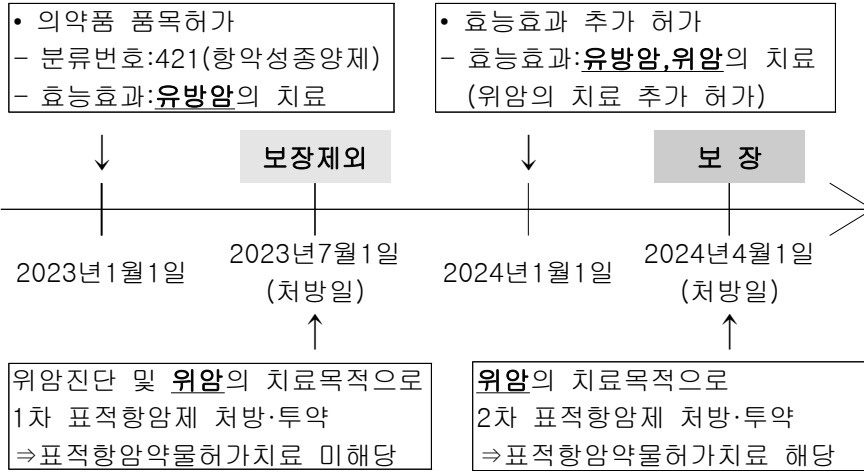 • 의약품 품목허가
- 분류번호:421(항악성종양제)
- 효능효과:유방암의 치료
• 효능효과 추가 허가
- 효능효과:유방암,위암의 치료
(위암의 치료 추가 허가)
↓
보장제외
↓
보 장
2023년1월1일
2023년7월1일
(처방일)
2024년1월1일
2024년4월1일
(처방일)
↑
↑
위암진단 및 위암의 치료목적으로
1차 표적항암제 처방·투약
⇒표적항암약물허가치료 미해당
위암의 치료목적으로
2차 표적항암제 처방·투약
⇒표적항암약물허가치료 해당